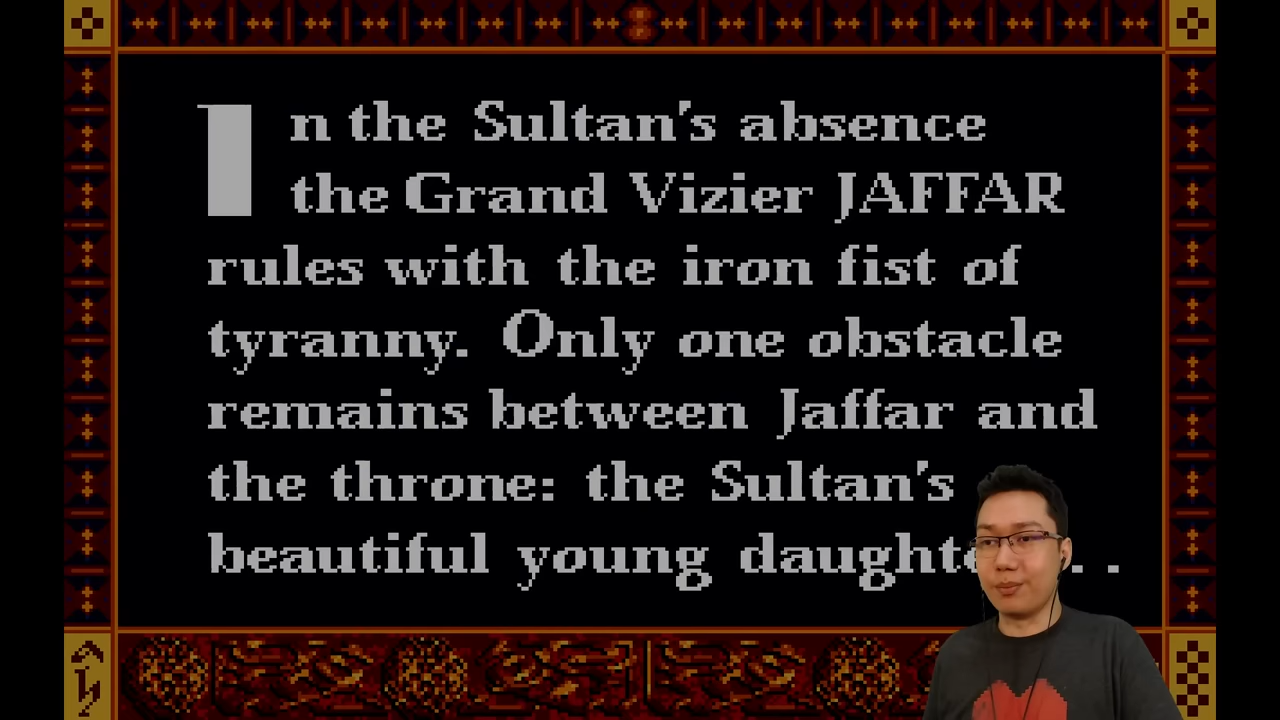 In the Sultan's absence
the Grand Vizier JAFFAR
rules with the iron fist of
tyranny. Only one obstacle
remains between Jaffar and
the throne: the Sultan's
beautiful young